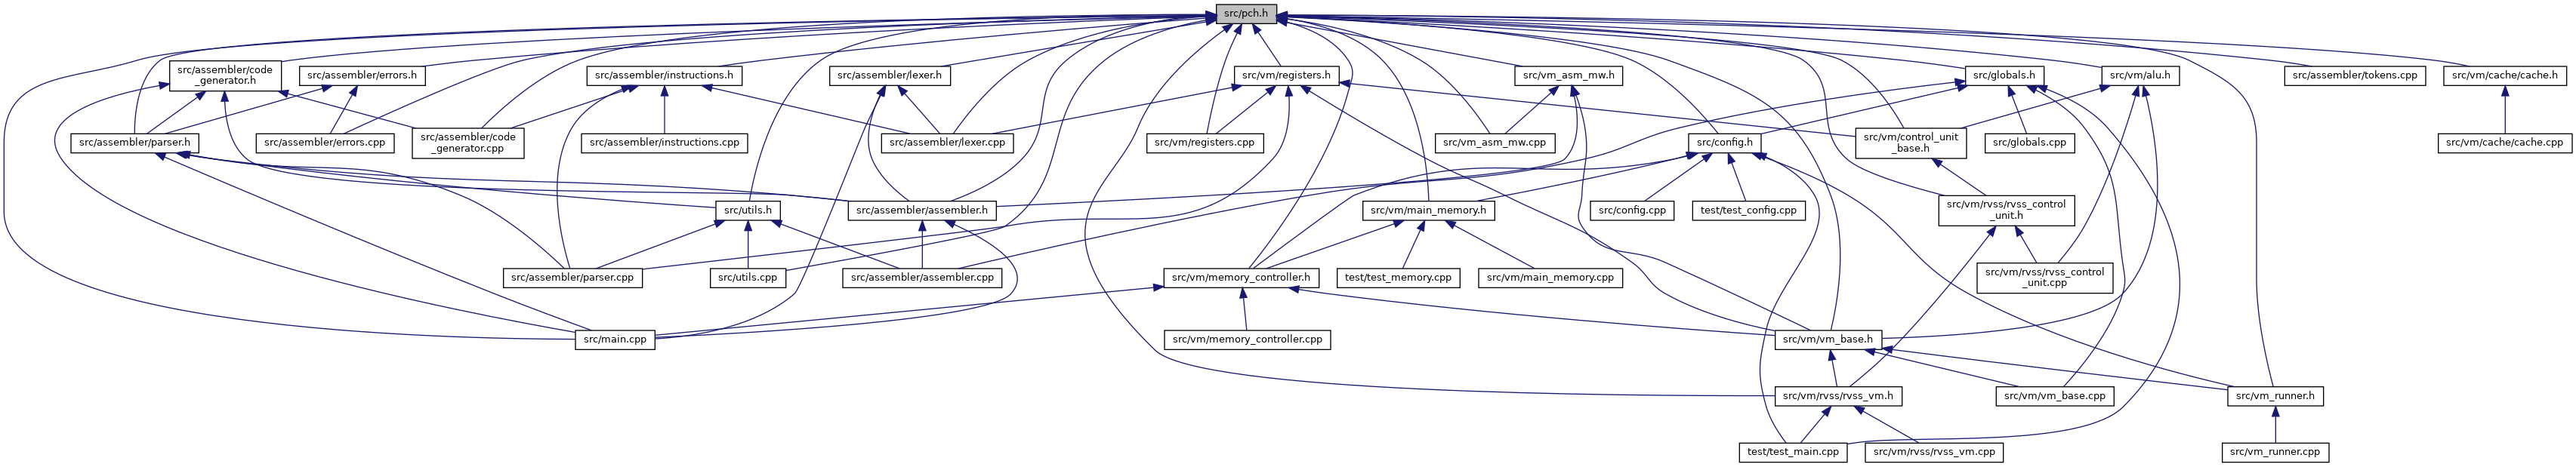 src/pch.h
src/assembler/code
_generator.h
src/assembler/errors.h
src/assembler/instructions.h
src/assembler/lexer.h
src/vm/registers.h
src/vm_asm_mw.h
src/globals.h
src/vm/alu.h
src/assembler/tokens.cpp
src/vm/cache/cache.h
src/assembler/parser.h
src/assembler/errors.cpp
src/assembler/code
_generator.cpp
src/assembler/instructions.cpp
src/assembler/lexer.cpp
src/vm/registers.cpp
src/vm_asm_mw.cpp
src/config.h
src/vm/control_unit
_base.h
src/globals.cpp
src/vm/cache/cache.cpp
src/utils.h
src/assembler/assembler.h
src/vm/main_memory.h
src/config.cpp
test/test_config.cpp
src/vm/rvss/rvss_control
_unit.h
src/assembler/parser.cpp
src/utils.cpp
src/assembler/assembler.cpp
src/vm/memory_controller.h
test/test_memory.cpp
src/vm/main_memory.cpp
src/vm/rvss/rvss_control
_unit.cpp
src/main.cpp
src/vm/memory_controller.cpp
src/vm/vm_base.h
src/vm/rvss/rvss_vm.h
src/vm/vm_base.cpp
src/vm_runner.h
test/test_main.cpp
src/vm/rvss/rvss_vm.cpp
src/vm_runner.cpp